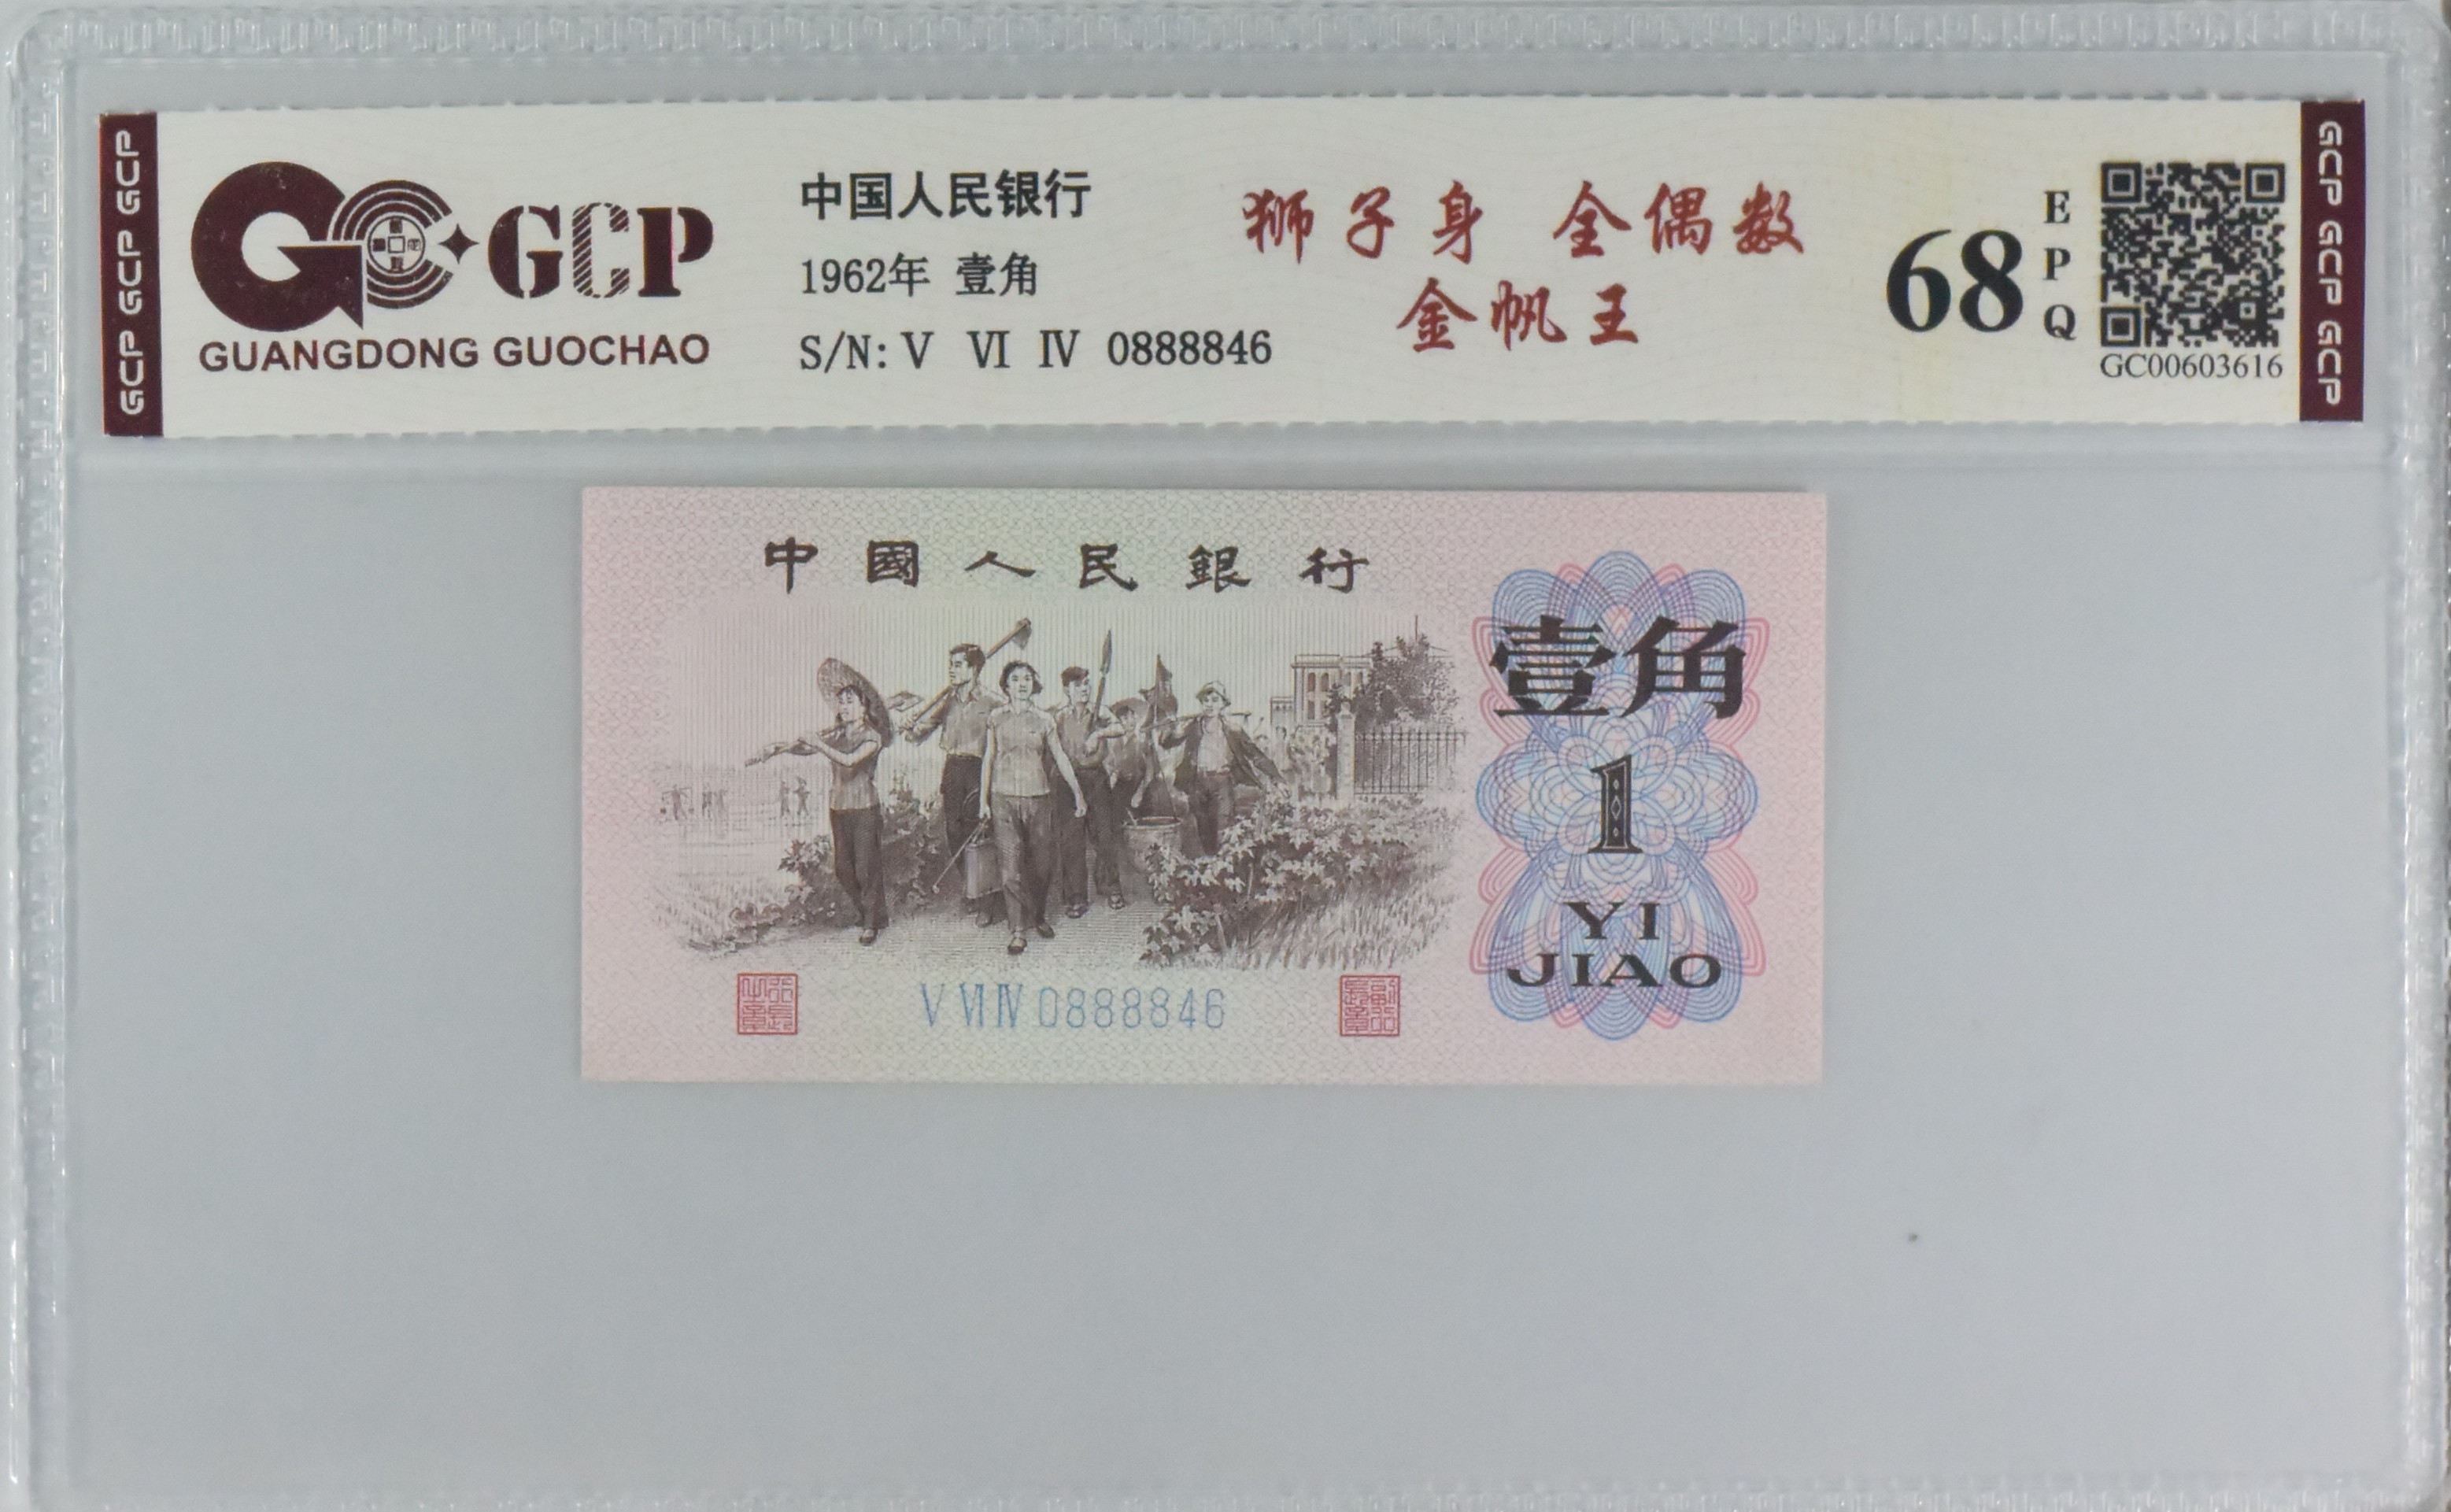 GCP GCP GCP
GCP
GUANGDONG GUOCHAO
中国人民银行
1962年 壹角
S/N: V VI IV 0888846
狮子身 全偶数
金帆王
68
EPQ
GC00603616
GCP GCP GCP
中國人民銀行
壹角
1
YI
JIAO
V VI IV 0888846